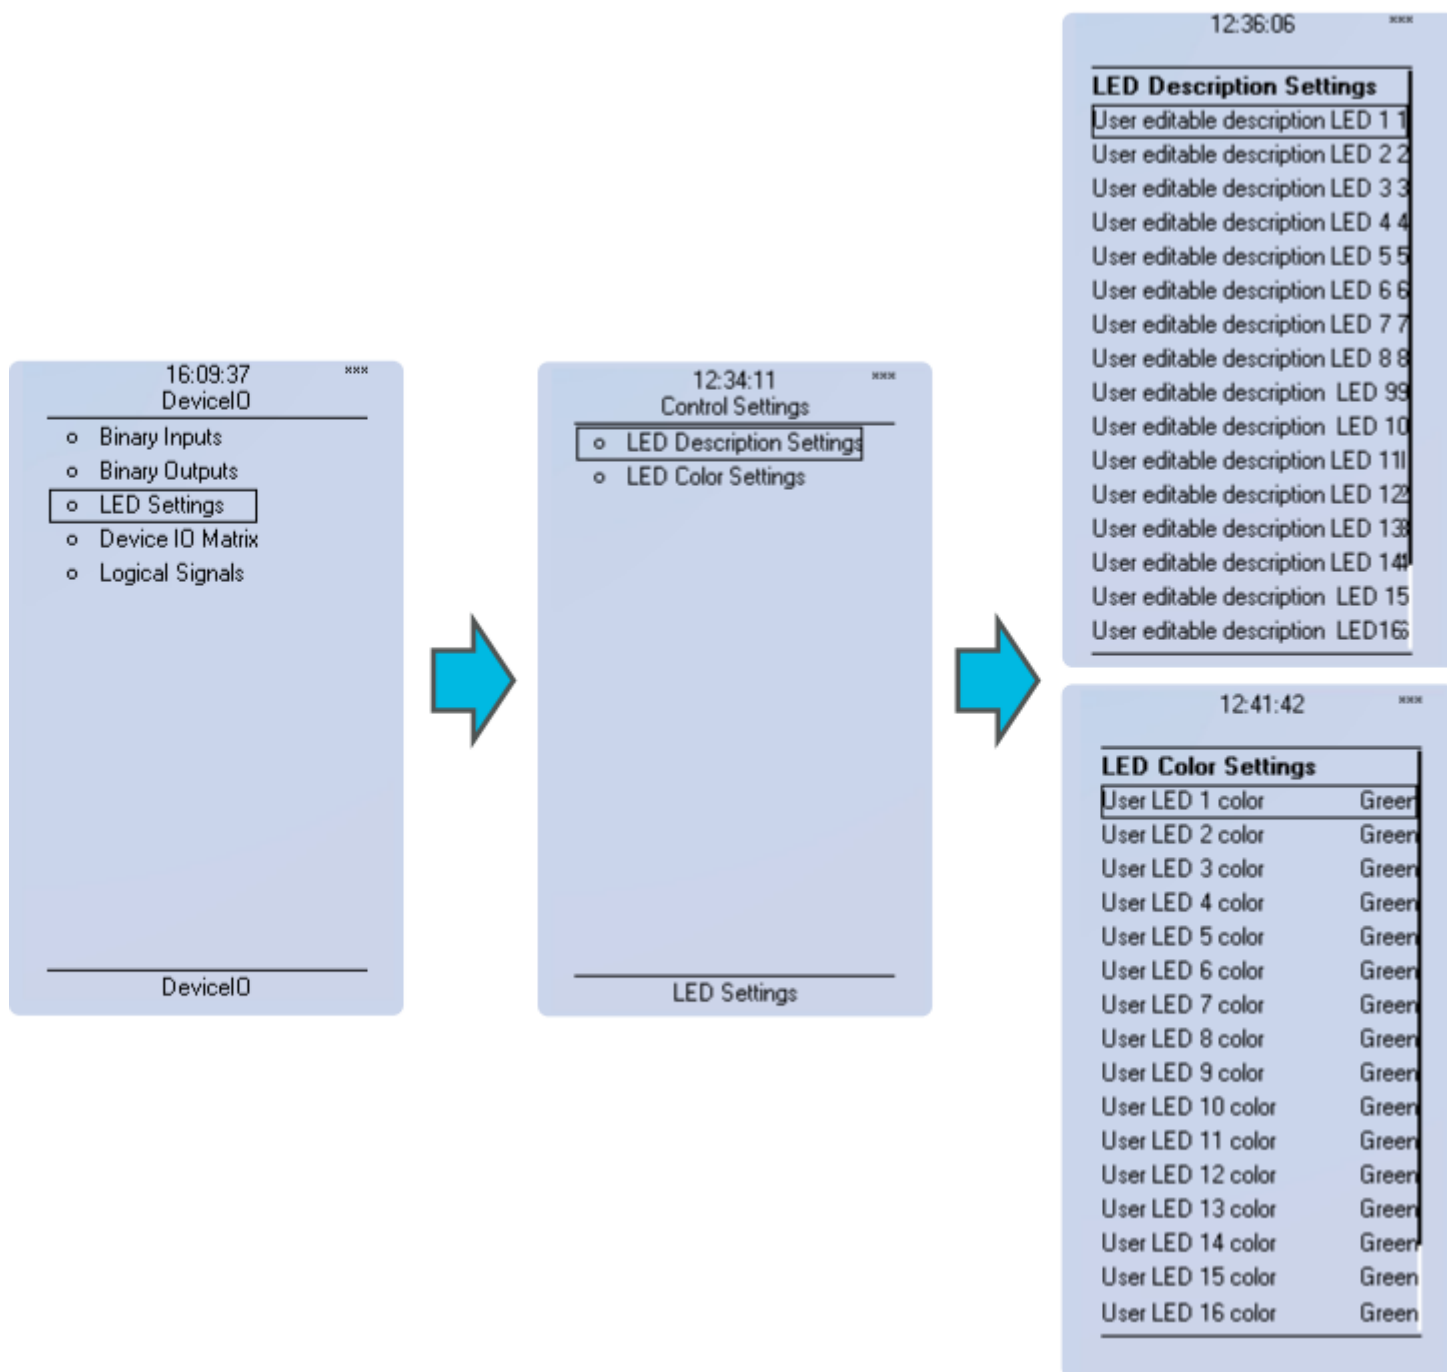 16:09:37 xxx
DeviceIO
Binary Inputs
Binary Outputs
LED Settings
Device IO Matrix
Logical Signals
DeviceIO
12:34:11 xxx
Control Settings
LED Description Settings
LED Color Settings
LED Settings
12:36:06 xxx
LED Description Settings
User editable description LED 1 1
User editable description LED 2 2
User editable description LED 3 3
User editable description LED 4 4
User editable description LED 5 5
User editable description LED 6 6
User editable description LED 7 7
User editable description LED 8 8
User editable description LED 99
User editable description LED 10
User editable description LED 11
User editable description LED 12
User editable description LED 13
User editable description LED 14
User editable description LED 15
User editable description LED16
12:41:42 xxx
LED Color Settings
User LED 1 color Green
User LED 2 color Green
User LED 3 color Green
User LED 4 color Green
User LED 5 color Green
User LED 6 color Green
User LED 7 color Green
User LED 8 color Green
User LED 9 color Green
User LED 10 color Green
User LED 11 color Green
User LED 12 color Green
User LED 13 color Green
User LED 14 color Green
User LED 15 color Green
User LED 16 color Green